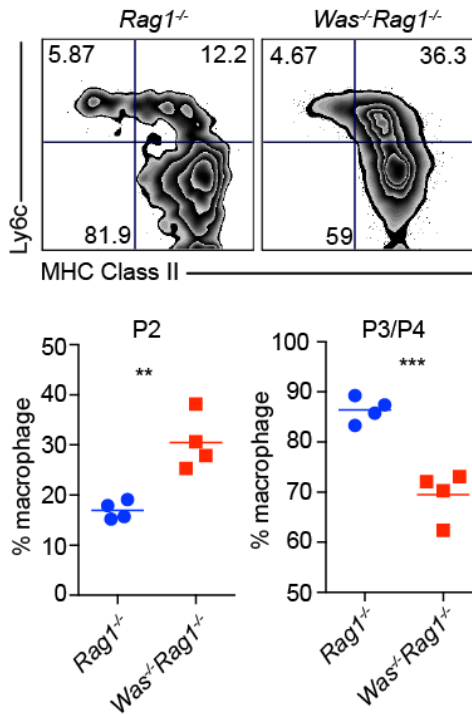 Rag1-/- Was-/-Rag1-/-
5.87 12.2 4.67 36.3
Ly6c
81.9 59
MHC Class II
P2 P3/P4
50 100
** ***
40 90
30 80
20 70
10 60
0 50
% macrophage % macrophage
Rag1-/- Was-/-Rag1-/- Rag1-/- Was-/-Rag1-/-